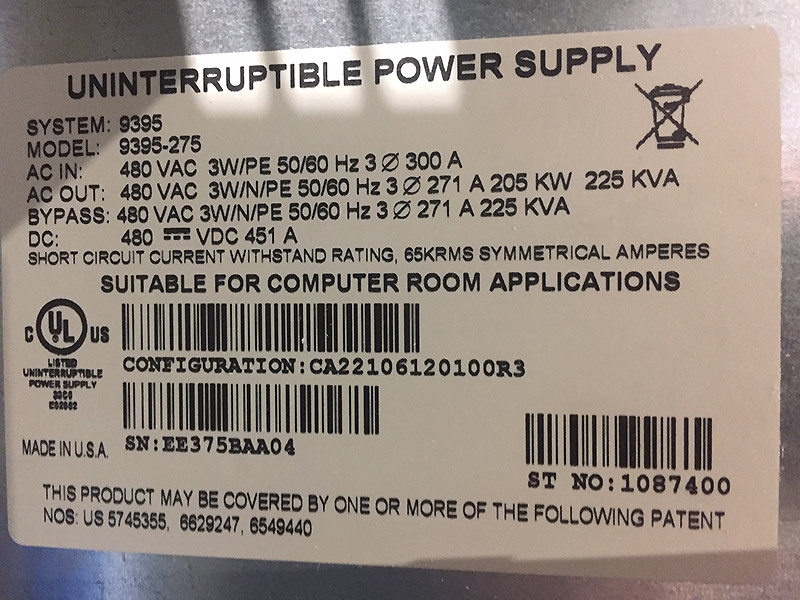 UNINTERRUPTIBLE POWER SUPPLY
SYSTEM: 9395
MODEL: 9395-275
AC IN: 480 VAC 3W/PE 50/60 Hz 3 Ø 300 A
AC OUT: 480 VAC 3W/N/PE 50/60 Hz 3 Ø 271 A 205 KW 225 KVA
BYPASS: 480 VAC 3W/N/PE 50/60 Hz 3 Ø 271 A 225 KVA
DC: 480 VDC 451 A
SHORT CIRCUIT CURRENT WITHSTAND RATING, 65KRMS SYMMETRICAL AMPERES
SUITABLE FOR COMPUTER ROOM APPLICATIONS
C UL US
LISTED
UNINTERRUPTIBLE
POWER SUPPLY
CONFIGURATION:CA22106120100R3
SN:EE375BAA04
MADE IN U.S.A.
ST NO:1087400
THIS PRODUCT MAY BE COVERED BY ONE OR MORE OF THE FOLLOWING PATENT
NOS: US 5745355, 6629247, 6549440